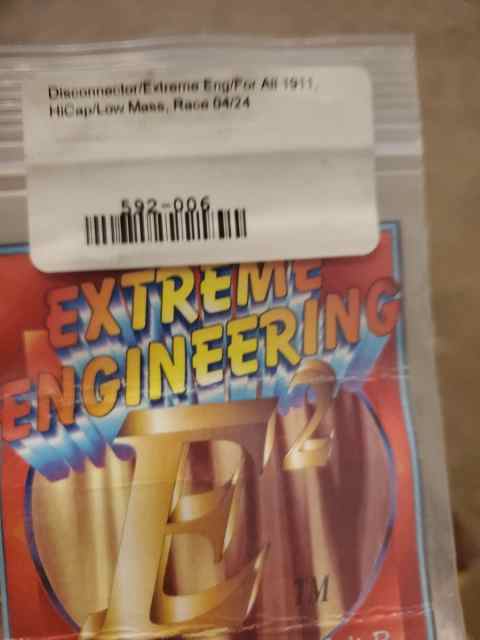 Disconnector/Extreme Eng/For All 1911,
HiCap/Low Mass, Race 04/24
592-006
EXTREME
ENGINEERING
E2
TM